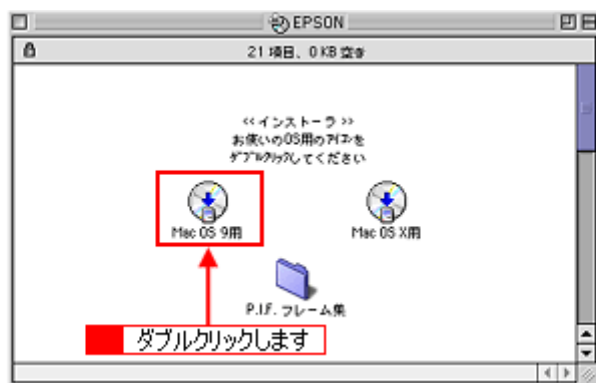 EPSON
21 項目、0 KB 空き
<< インストーラ >>
お使いのOS用のアイコンを
ダブルクリックしてください
Mac OS 9用
Mac OS X用
P.I.F. フレーム集
ダブルクリックします